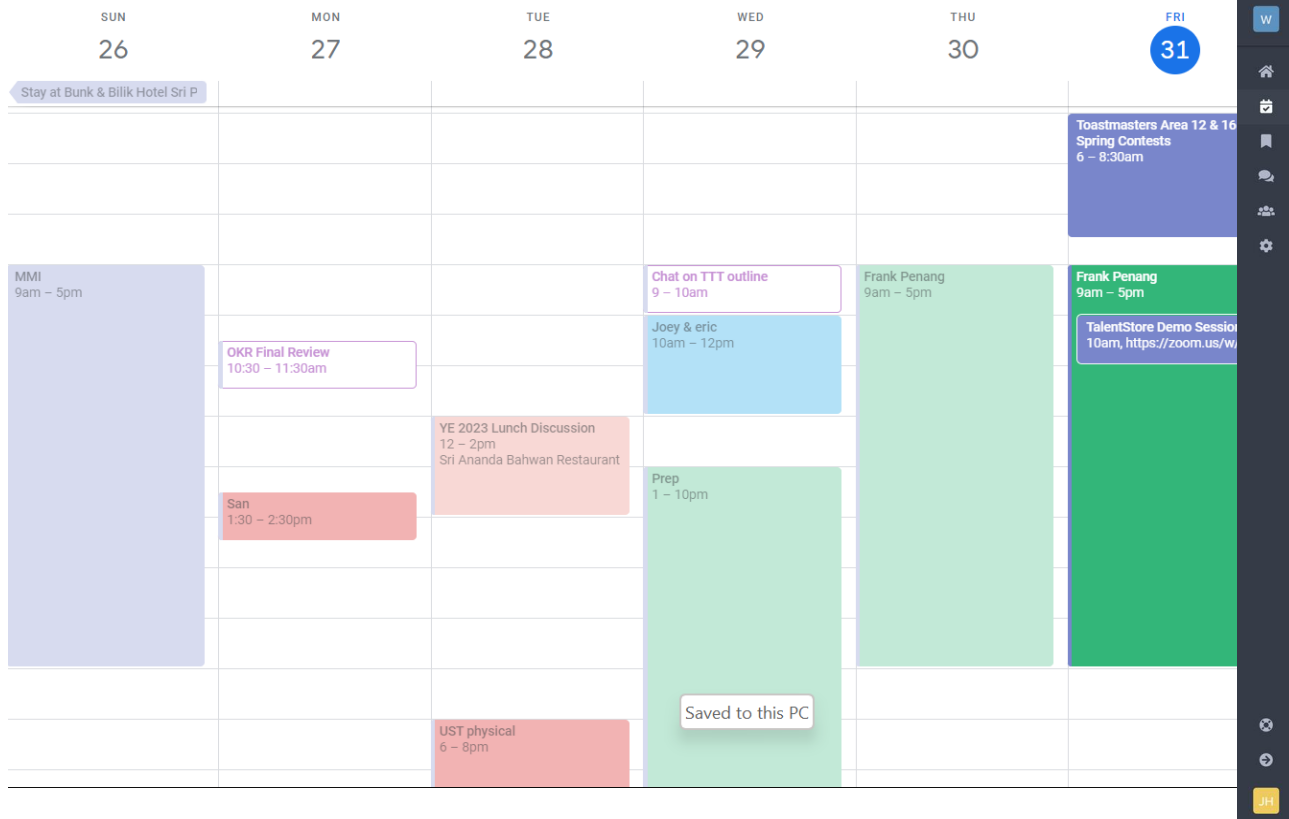 SUN
26
MON
27
TUE
28
WED
29
THU
30
FRI
31
Stay at Bunk & Bilik Hotel Sri P
MMI
9am – 5pm
OKR Final Review
10:30 – 11:30am
San
1:30 – 2:30pm
YE 2023 Lunch Discussion
12 – 2pm
Sri Ananda Bahwan Restaurant
UST physical
6 – 8pm
Chat on TTT outline
9 – 10am
Joey & eric
10am – 12pm
Prep
1 – 10pm
Saved to this PC
Frank Penang
9am – 5pm
Toastmasters Area 12 & 16
Spring Contests
6 – 8:30am
Frank Penang
9am – 5pm
TalentStore Demo Session
10am, https://zoom.us/w/
W
JH